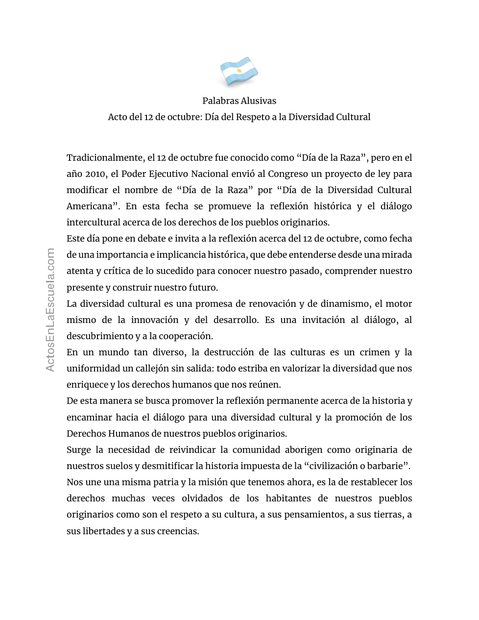 Palabras Alusivas
Acto del 12 de octubre: Día del Respeto a la Diversidad Cultural
Tradicionalmente, el 12 de octubre fue conocido como “Día de la Raza”, pero en el
año 2010, el Poder Ejecutivo Nacional envió al Congreso un proyecto de ley para
modificar el nombre de “Día de la Raza” por “Día de la Diversidad Cultural
Americana”. En esta fecha se promueve la reflexión histórica y el diálogo
intercultural acerca de los derechos de los pueblos originarios.
Este día pone en debate e invita a la reflexión acerca del 12 de octubre, como fecha
de una importancia e implicancia histórica, que debe entenderse desde una mirada
atenta y crítica de lo sucedido para conocer nuestro pasado, comprender nuestro
presente y construir nuestro futuro.
La diversidad cultural es una promesa de renovación y de dinamismo, el motor
mismo de la innovación y del desarrollo. Es una invitación al diálogo, al
descubrimiento y a la cooperación.
En un mundo tan diverso, la destrucción de las culturas es un crimen y la
uniformidad un callejón sin salida: todo estriba en valorizar la diversidad que nos
enriquece y los derechos humanos que nos reúnen.
De esta manera se busca promover la reflexión permanente acerca de la historia y
encaminar hacia el diálogo para una diversidad cultural y la promoción de los
Derechos Humanos de nuestros pueblos originarios.
Surge la necesidad de reivindicar la comunidad aborigen como originaria de
nuestros suelos y desmitificar la historia impuesta de la “civilización o barbarie”.
Nos une una misma patria y la misión que tenemos ahora, es la de restablecer los
derechos muchas veces olvidados de los habitantes de nuestros pueblos
originarios como son el respeto a su cultura, a sus pensamientos, a sus tierras, a
sus libertades y a sus creencias.
ActosEnLaEscuela.com